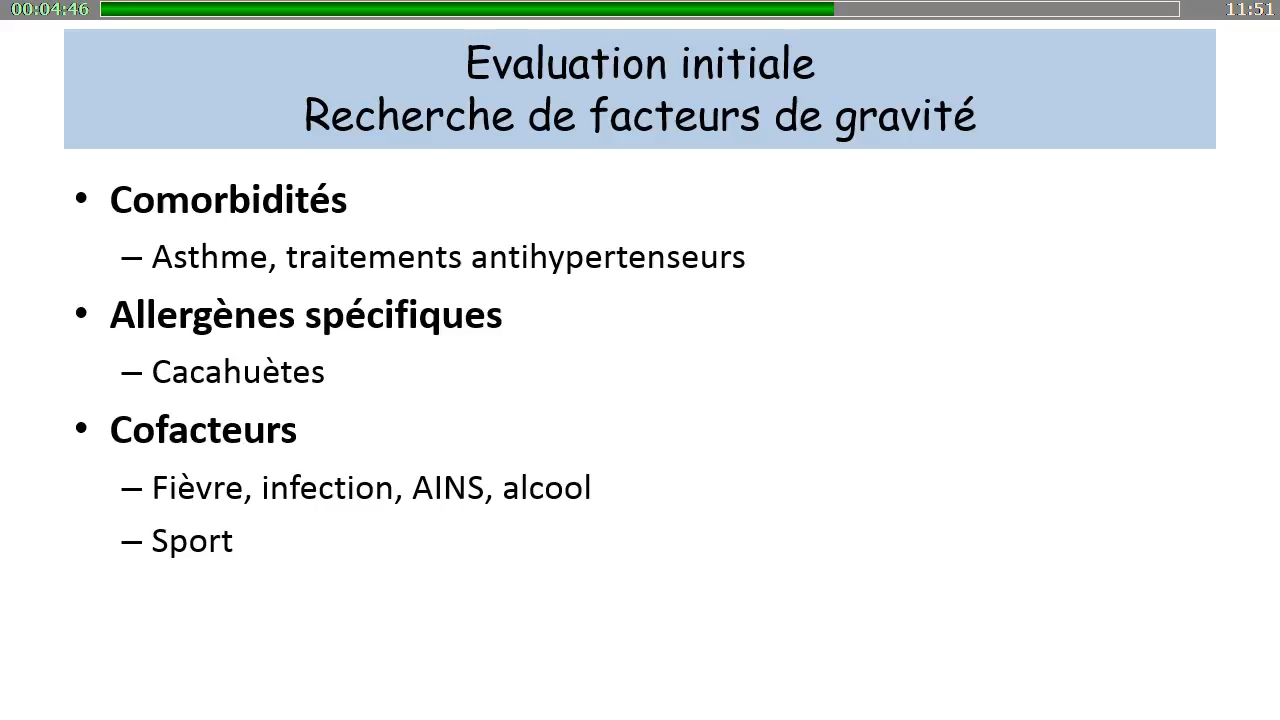 00:04:46
11:51
Evaluation initiale
Recherche de facteurs de gravité
• Comorbidités
– Asthme, traitements antihypertenseurs
• Allergènes spécifiques
– Cacahuètes
• Cofacteurs
– Fièvre, infection, AINS, alcool
– Sport